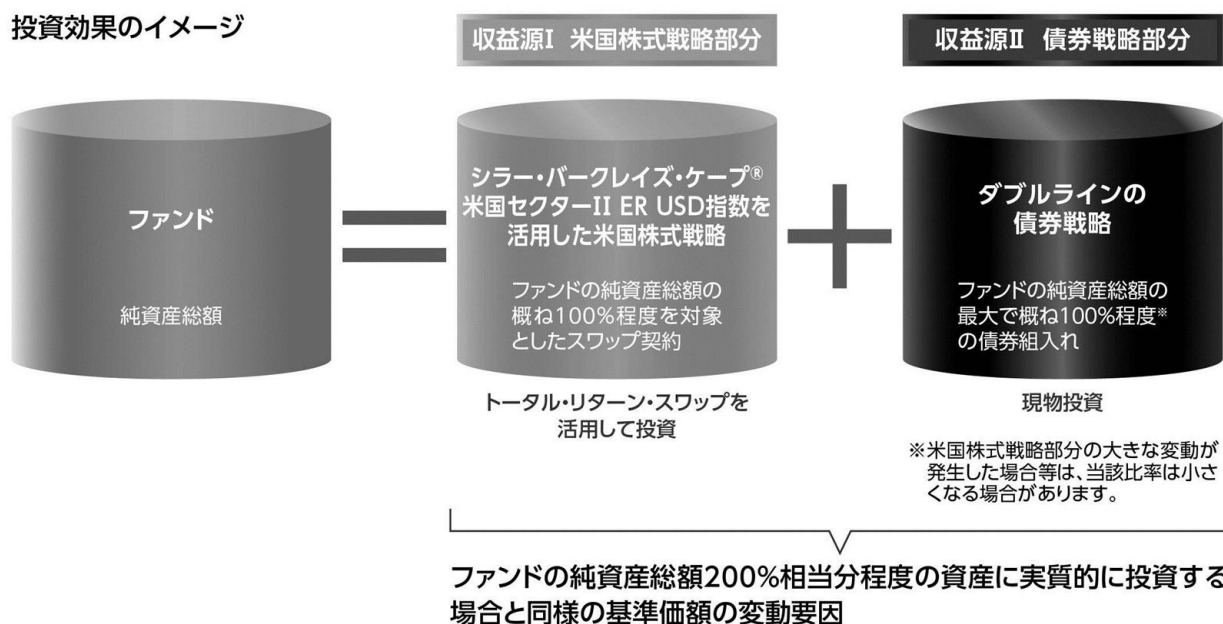 投資効果のイメージ
収益源Ⅰ 米国株式戦略部分
収益源Ⅱ 債券戦略部分
ファンド
純資産総額
シラー・バークレイズ・ケープ®
米国セクターII ER USD指数を
活用した米国株式戦略
ファンドの純資産総額の
概ね100%程度を対象
としたスワップ契約
トータル・リターン・スワップを
活用して投資
ダブルラインの
債券戦略
ファンドの純資産総額の
最大で概ね100%程度※
の債券組入れ
現物投資
※米国株式戦略部分の大きな変動が
発生した場合等は、当該比率は小さ
くなる場合があります。
ファンドの純資産総額200%相当分程度の資産に実質的に投資する
場合と同様の基準価額の変動要因